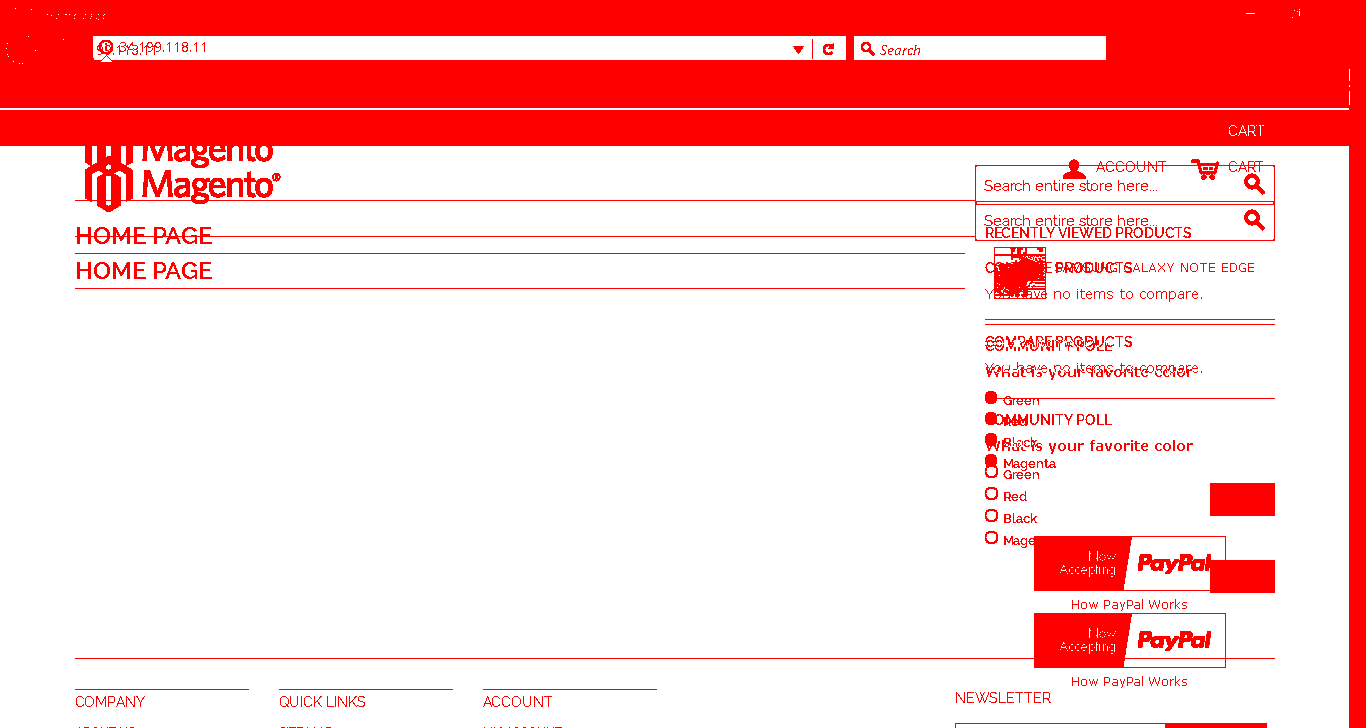 34.199.118.11
Search
CART
Magento
Magento®
ACCOUNT CART
Search entire store here...
Search entire store here...
HOME PAGE
RECENTLY VIEWED PRODUCTS
HOME PAGE
COMPARE PRODUCTS
GALAXY NOTE EDGE
You have no items to compare.
COMPARE PRODUCTS
COMMUNITY POLL
You have no items to compare.
What is your favorite color
Green
COMMUNITY POLL
Red
Black
What is your favorite color
Magenta
Green
Red
Black
Now Accepting PayPal
How PayPal Works
Now Accepting PayPal
How PayPal Works
COMPANY QUICK LINKS ACCOUNT NEWSLETTER